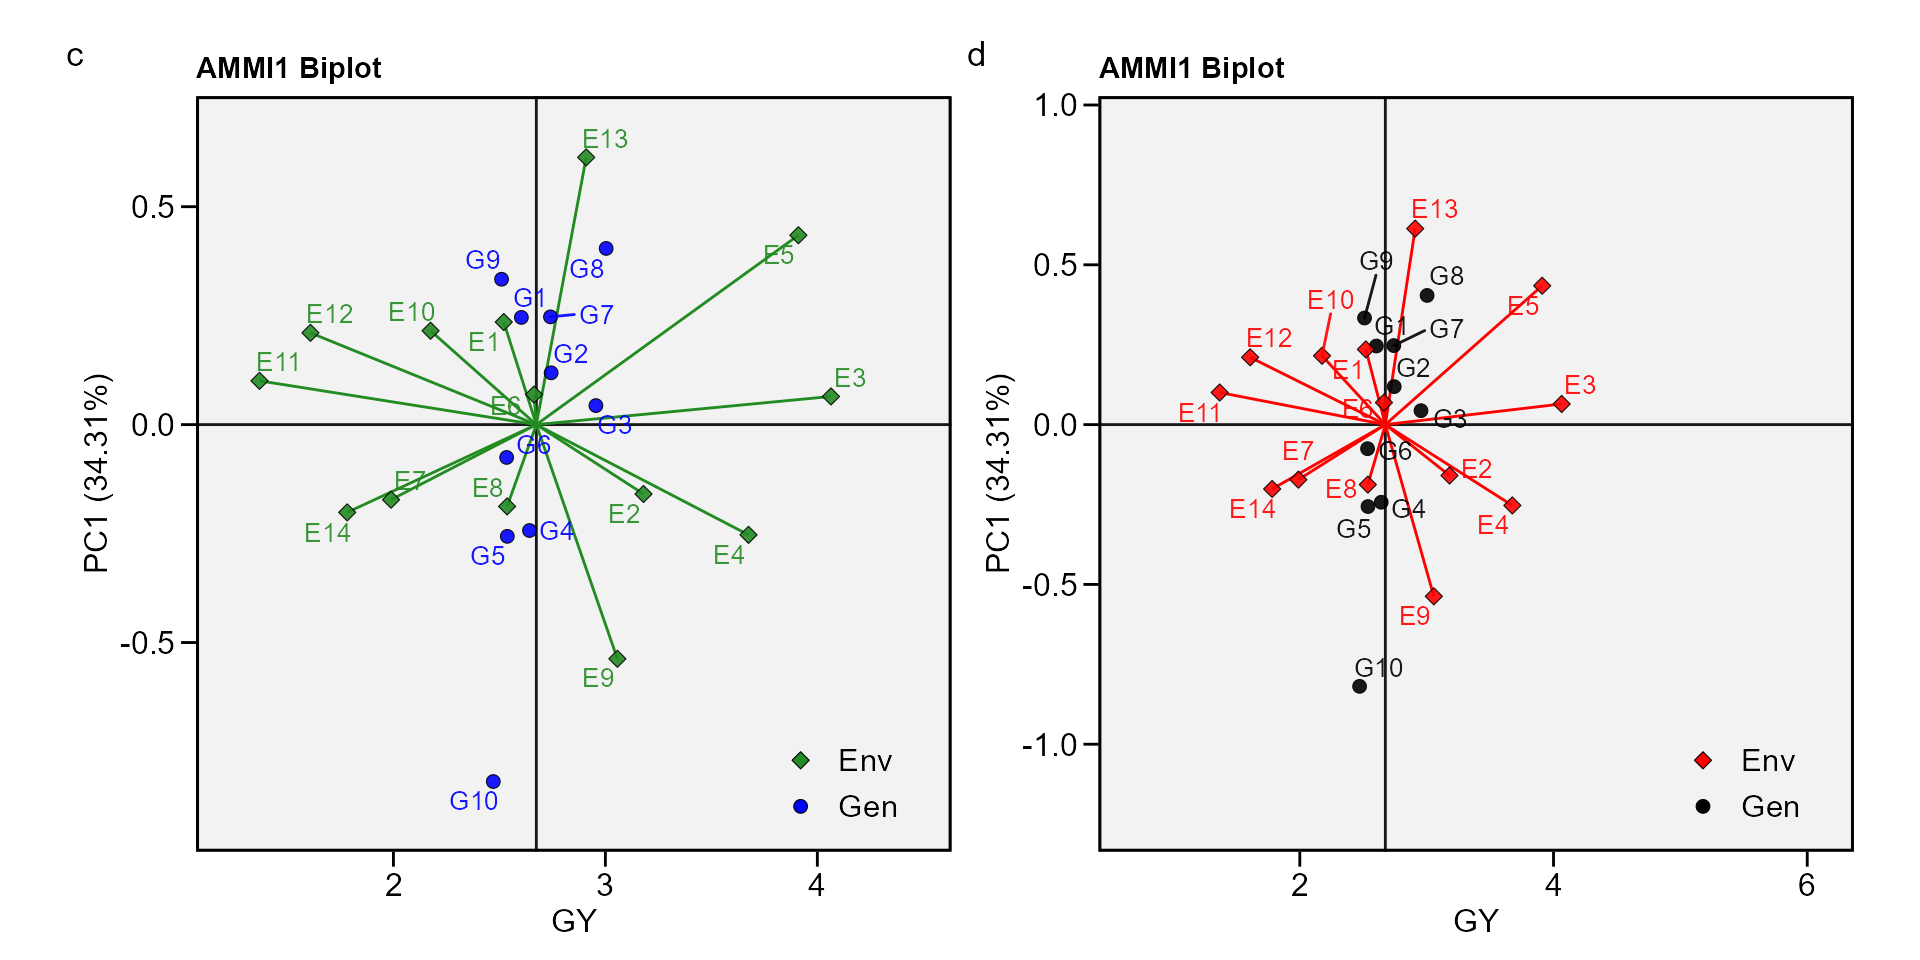 c
AMMI1 Biplot
PC1 (34.31%)
0.5
0.0
-0.5
E13
E5
G9
G8
G1
G7
E12
E10
E1
G2
E11
E3
E6
G3
G6
E7
E8
E2
E14
G4
G5
E4
E9
G10
Env
Gen
2
3
4
GY
d
AMMI1 Biplot
PC1 (34.31%)
1.0
0.5
0.0
-0.5
-1.0
E13
G9
G8
E10
E5
G1
G7
E12
E1
G2
E3
E11
E6
G3
E7
G6
E2
E8
E14
G4
G5
E4
E9
G10
Env
Gen
2
4
6
GY